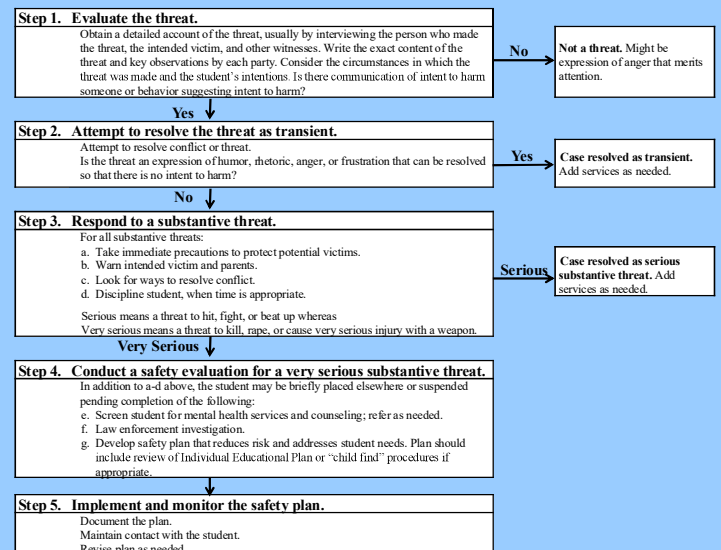 Step 1. Evaluate the threat.
Obtain a detailed account of the threat, usually by interviewing the person who made
the threat, the intended victim, and other witnesses. Write the exact content of the
threat and key observations by each party. Consider the circumstances in which the
threat was made and the student's intentions. Is there communication of intent to harm
someone or behavior suggesting intent to harm?
No
Not a threat. Might be
expression of anger that merits
attention.
Yes
Step 2. Attempt to resolve the threat as transient.
Attempt to resolve conflict or threat.
Is the threat an expression of humor, rhetoric, anger, or frustration that can be resolved
so that there is no intent to harm?
Yes
Case resolved as transient.
Add services as needed.
No
Step 3. Respond to a substantive threat.
For all substantive threats:
a. Take immediate precautions to protect potential victims.
b. Warn intended victim and parents.
c. Look for ways to resolve conflict.
d. Discipline student, when time is appropriate.
Serious means a threat to hit, fight, or beat up whereas
Very serious means a threat to kill, rape, or cause very serious injury with a weapon.
Serious
Case resolved as serious
substantive threat. Add
services as needed.
Very Serious
Step 4. Conduct a safety evaluation for a very serious substantive threat.
In addition to a-d above, the student may be briefly placed elsewhere or suspended
pending completion of the following:
e. Screen student for mental health services and counseling; refer as needed.
f. Law enforcement investigation.
g. Develop safety plan that reduces risk and addresses student needs. Plan should
include review of Individual Educational Plan or “child find” procedures if
appropriate.
Step 5. Implement and monitor the safety plan.
Document the plan.
Maintain contact with the student.
Revise plan as needed